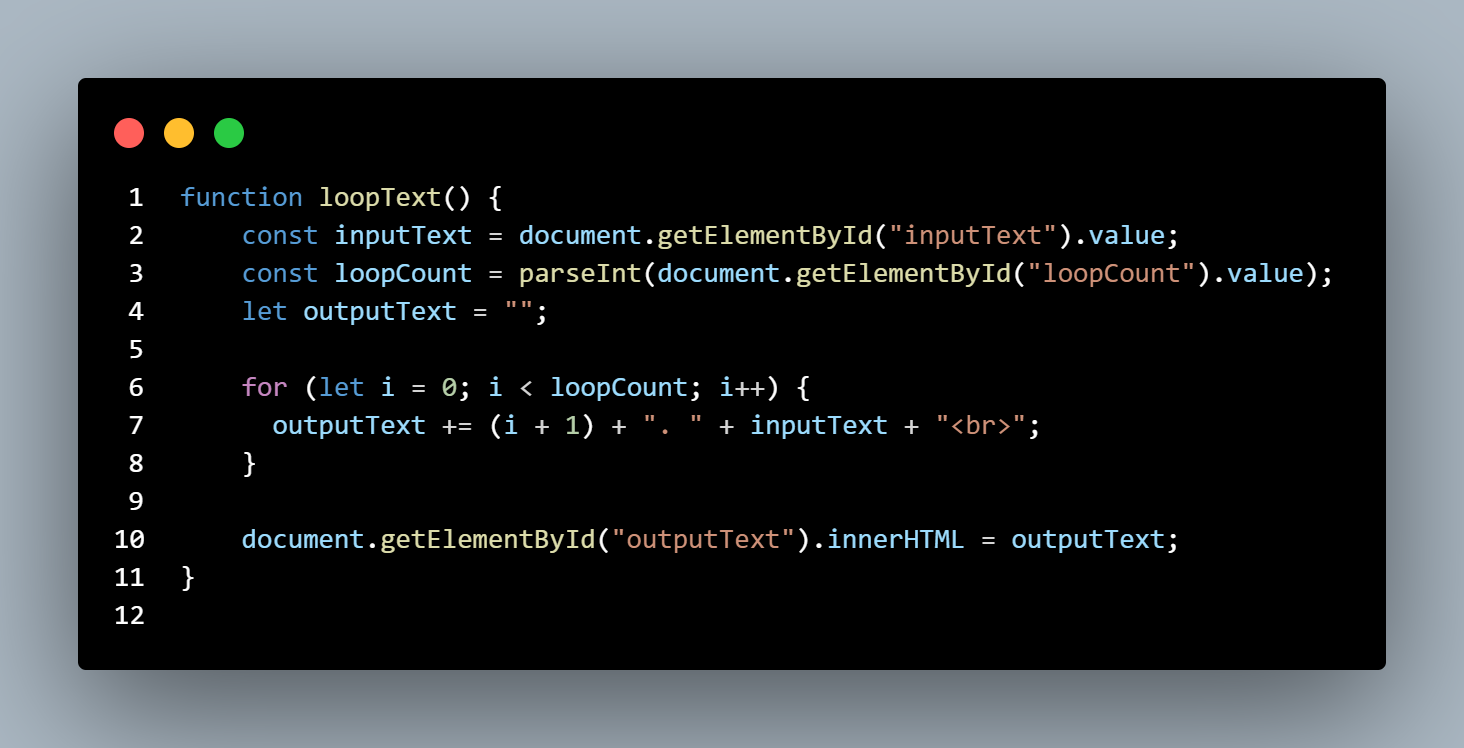 1 function loopText() {
2     const inputText = document.getElementById("inputText").value;
3     const loopCount = parseInt(document.getElementById("loopCount").value);
4     let outputText = "";
5
6     for (let i = 0; i < loopCount; i++) {
7       outputText += (i + 1) + ". " + inputText + "<br>";
8     }
9
10     document.getElementById("outputText").innerHTML = outputText;
11 }
12